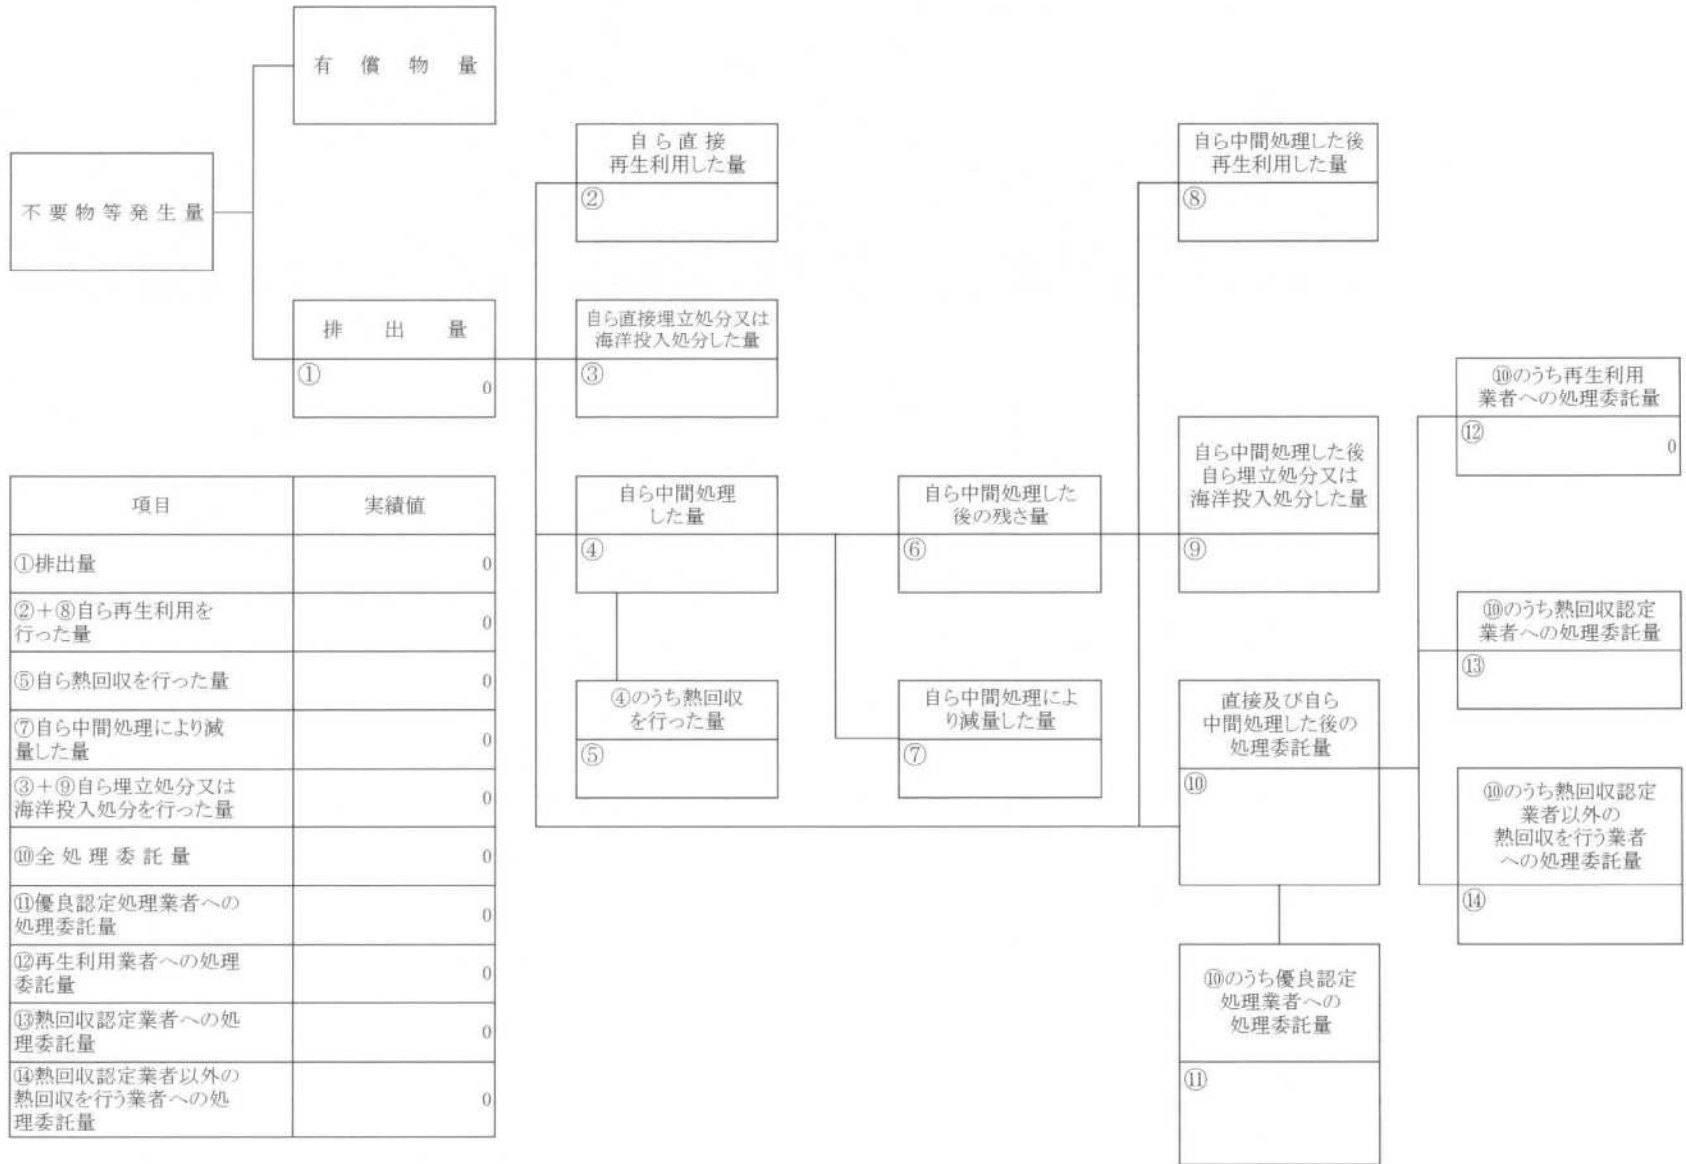 有償物量
不要物等発生量
排出量
①
0
自ら直接
再生利用した量
②
自ら直接埋立処分又は
海洋投入処分した量
③
自ら中間処理
した量
④
④のうち熱回収
を行った量
⑤
自ら中間処理した
後の残さ量
⑥
自ら中間処理によ
り減量した量
⑦
自ら中間処理した後
再生利用した量
⑧
自ら中間処理した後
自ら埋立処分又は
海洋投入処分した量
⑨
直接及び自ら
中間処理した後の
処理委託量
⑩
⑩のうち優良認定
処理業者への
処理委託量
⑪
⑩のうち再生利用
業者への処理委託量
⑫
0
⑩のうち熱回収認定
業者への処理委託量
⑬
⑩のうち熱回収認定
業者以外の
熱回収を行う業者
への処理委託量
⑭
項目 実績値
①排出量 0
②+⑧自ら再生利用を
行った量 0
⑤自ら熱回収を行った量 0
⑦自ら中間処理により減
量した量 0
③+⑨自ら埋立処分又は
海洋投入処分を行った量 0
⑩全処理委託量 0
⑪優良認定処理業者への
処理委託量 0
⑫再生利用業者への処理
委託量 0
⑬熱回収認定業者への処
理委託量 0
⑭熱回収認定業者以外の
熱回収を行う業者への処
理委託量 0